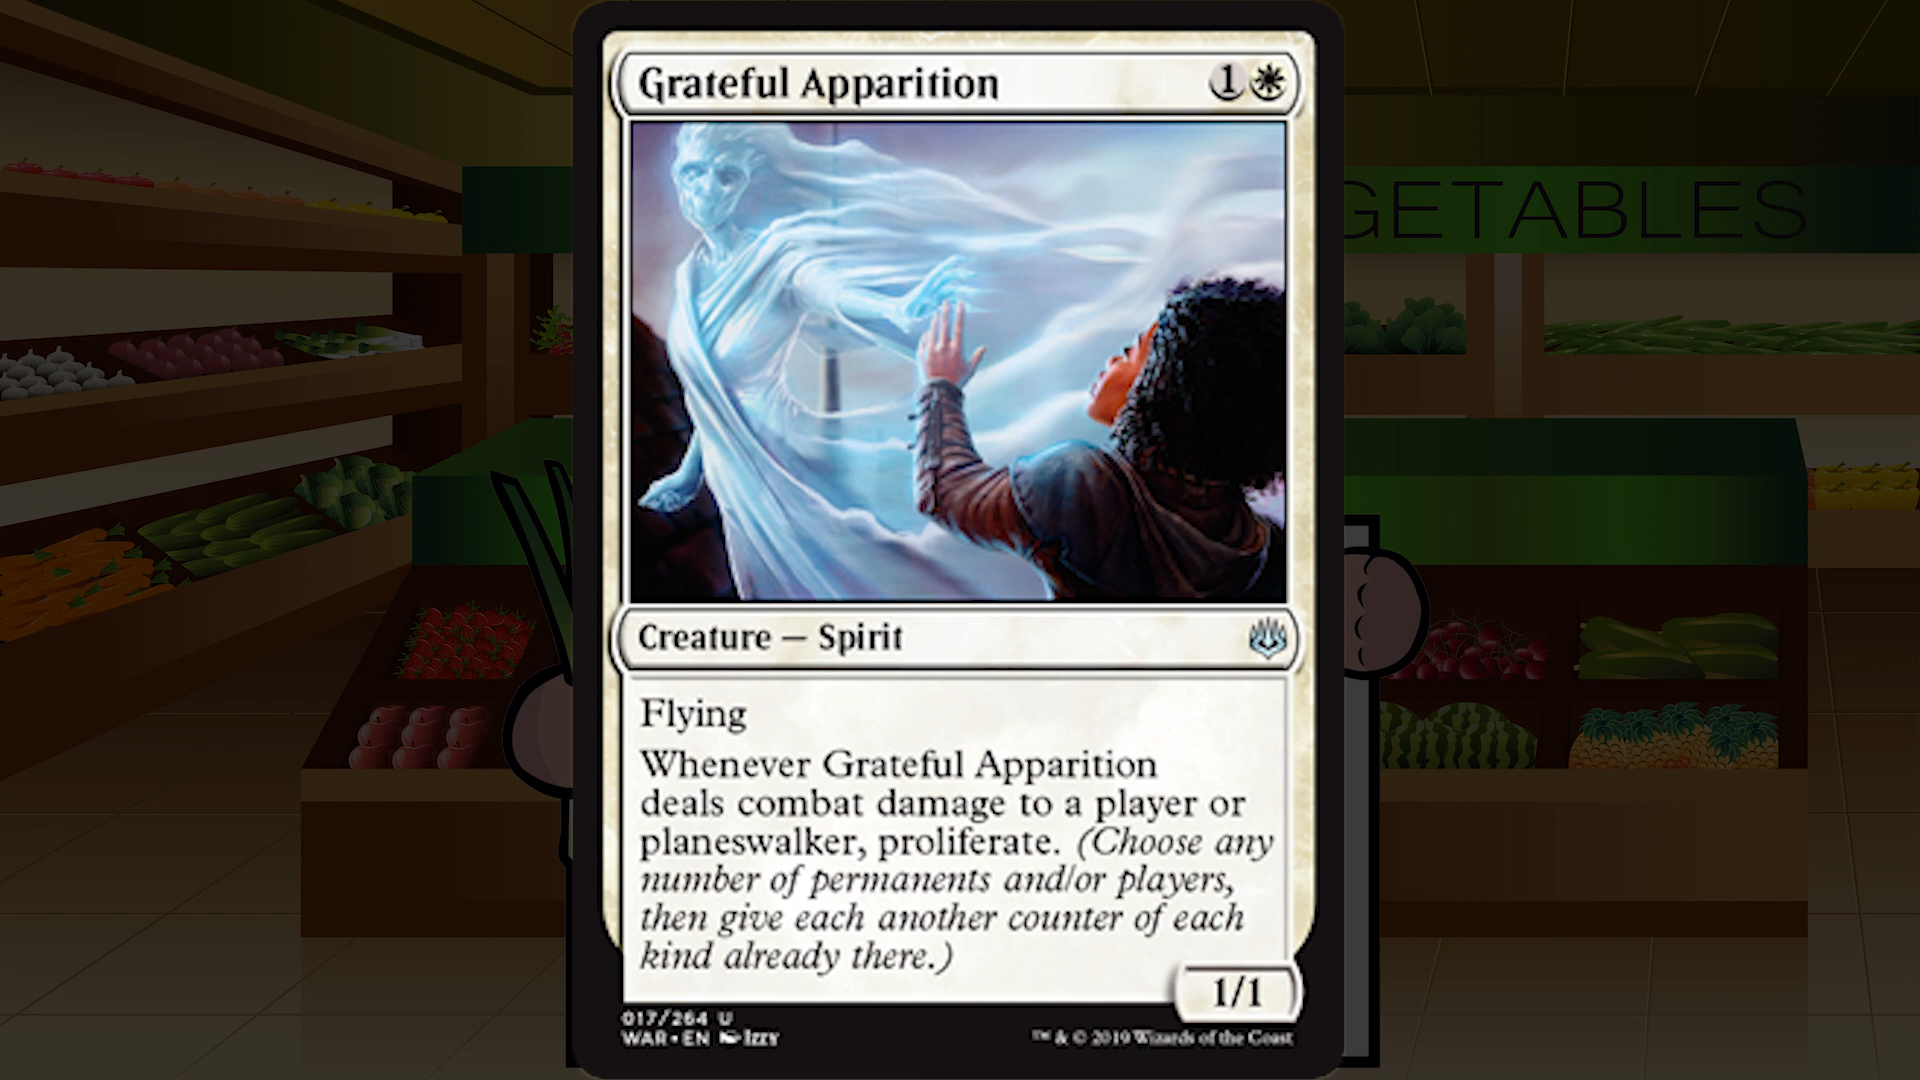 Grateful Apparition 1
GETABLES
Creature — Spirit
Flying
Whenever Grateful Apparition
deals combat damage to a player or
planeswalker, proliferate. (Choose any
number of permanents and/or players,
then give each another counter of each
kind already there.)
1/1
017/264 U
WAR • EN Izzy
™ & © 2019 Wizards of the Coast